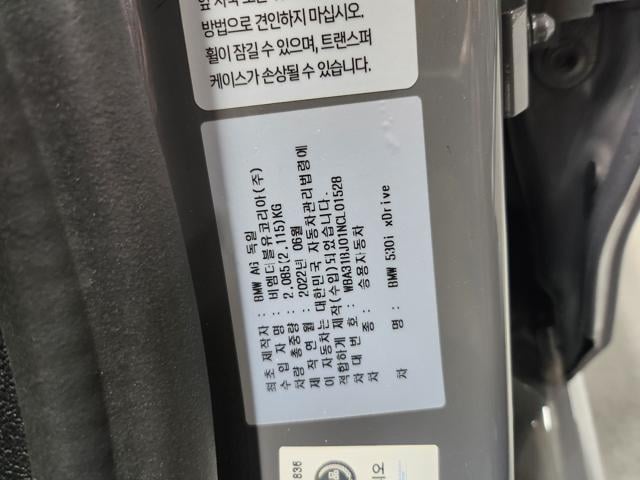 방법으로 견인하지 마십시오.
휠이 잠길 수 있으며, 트랜스퍼
케이스가 손상될 수 있습니다.
최초 제작자 : BMW AG 독일
수 입 자 명 : 비엠더블유코리아(주)
차량 총중량 : 2,085(2,115)KG
제 작 연 월 : 2022년 06월
이 자동차는 대한민국 자동차관리법령에
적합하게 제작(수입)되었습니다.
차 대 번 호 : WBA31BJ01NCL01528
차 종 : 승용자동차
차 명 : BMW 530i xDrive
836